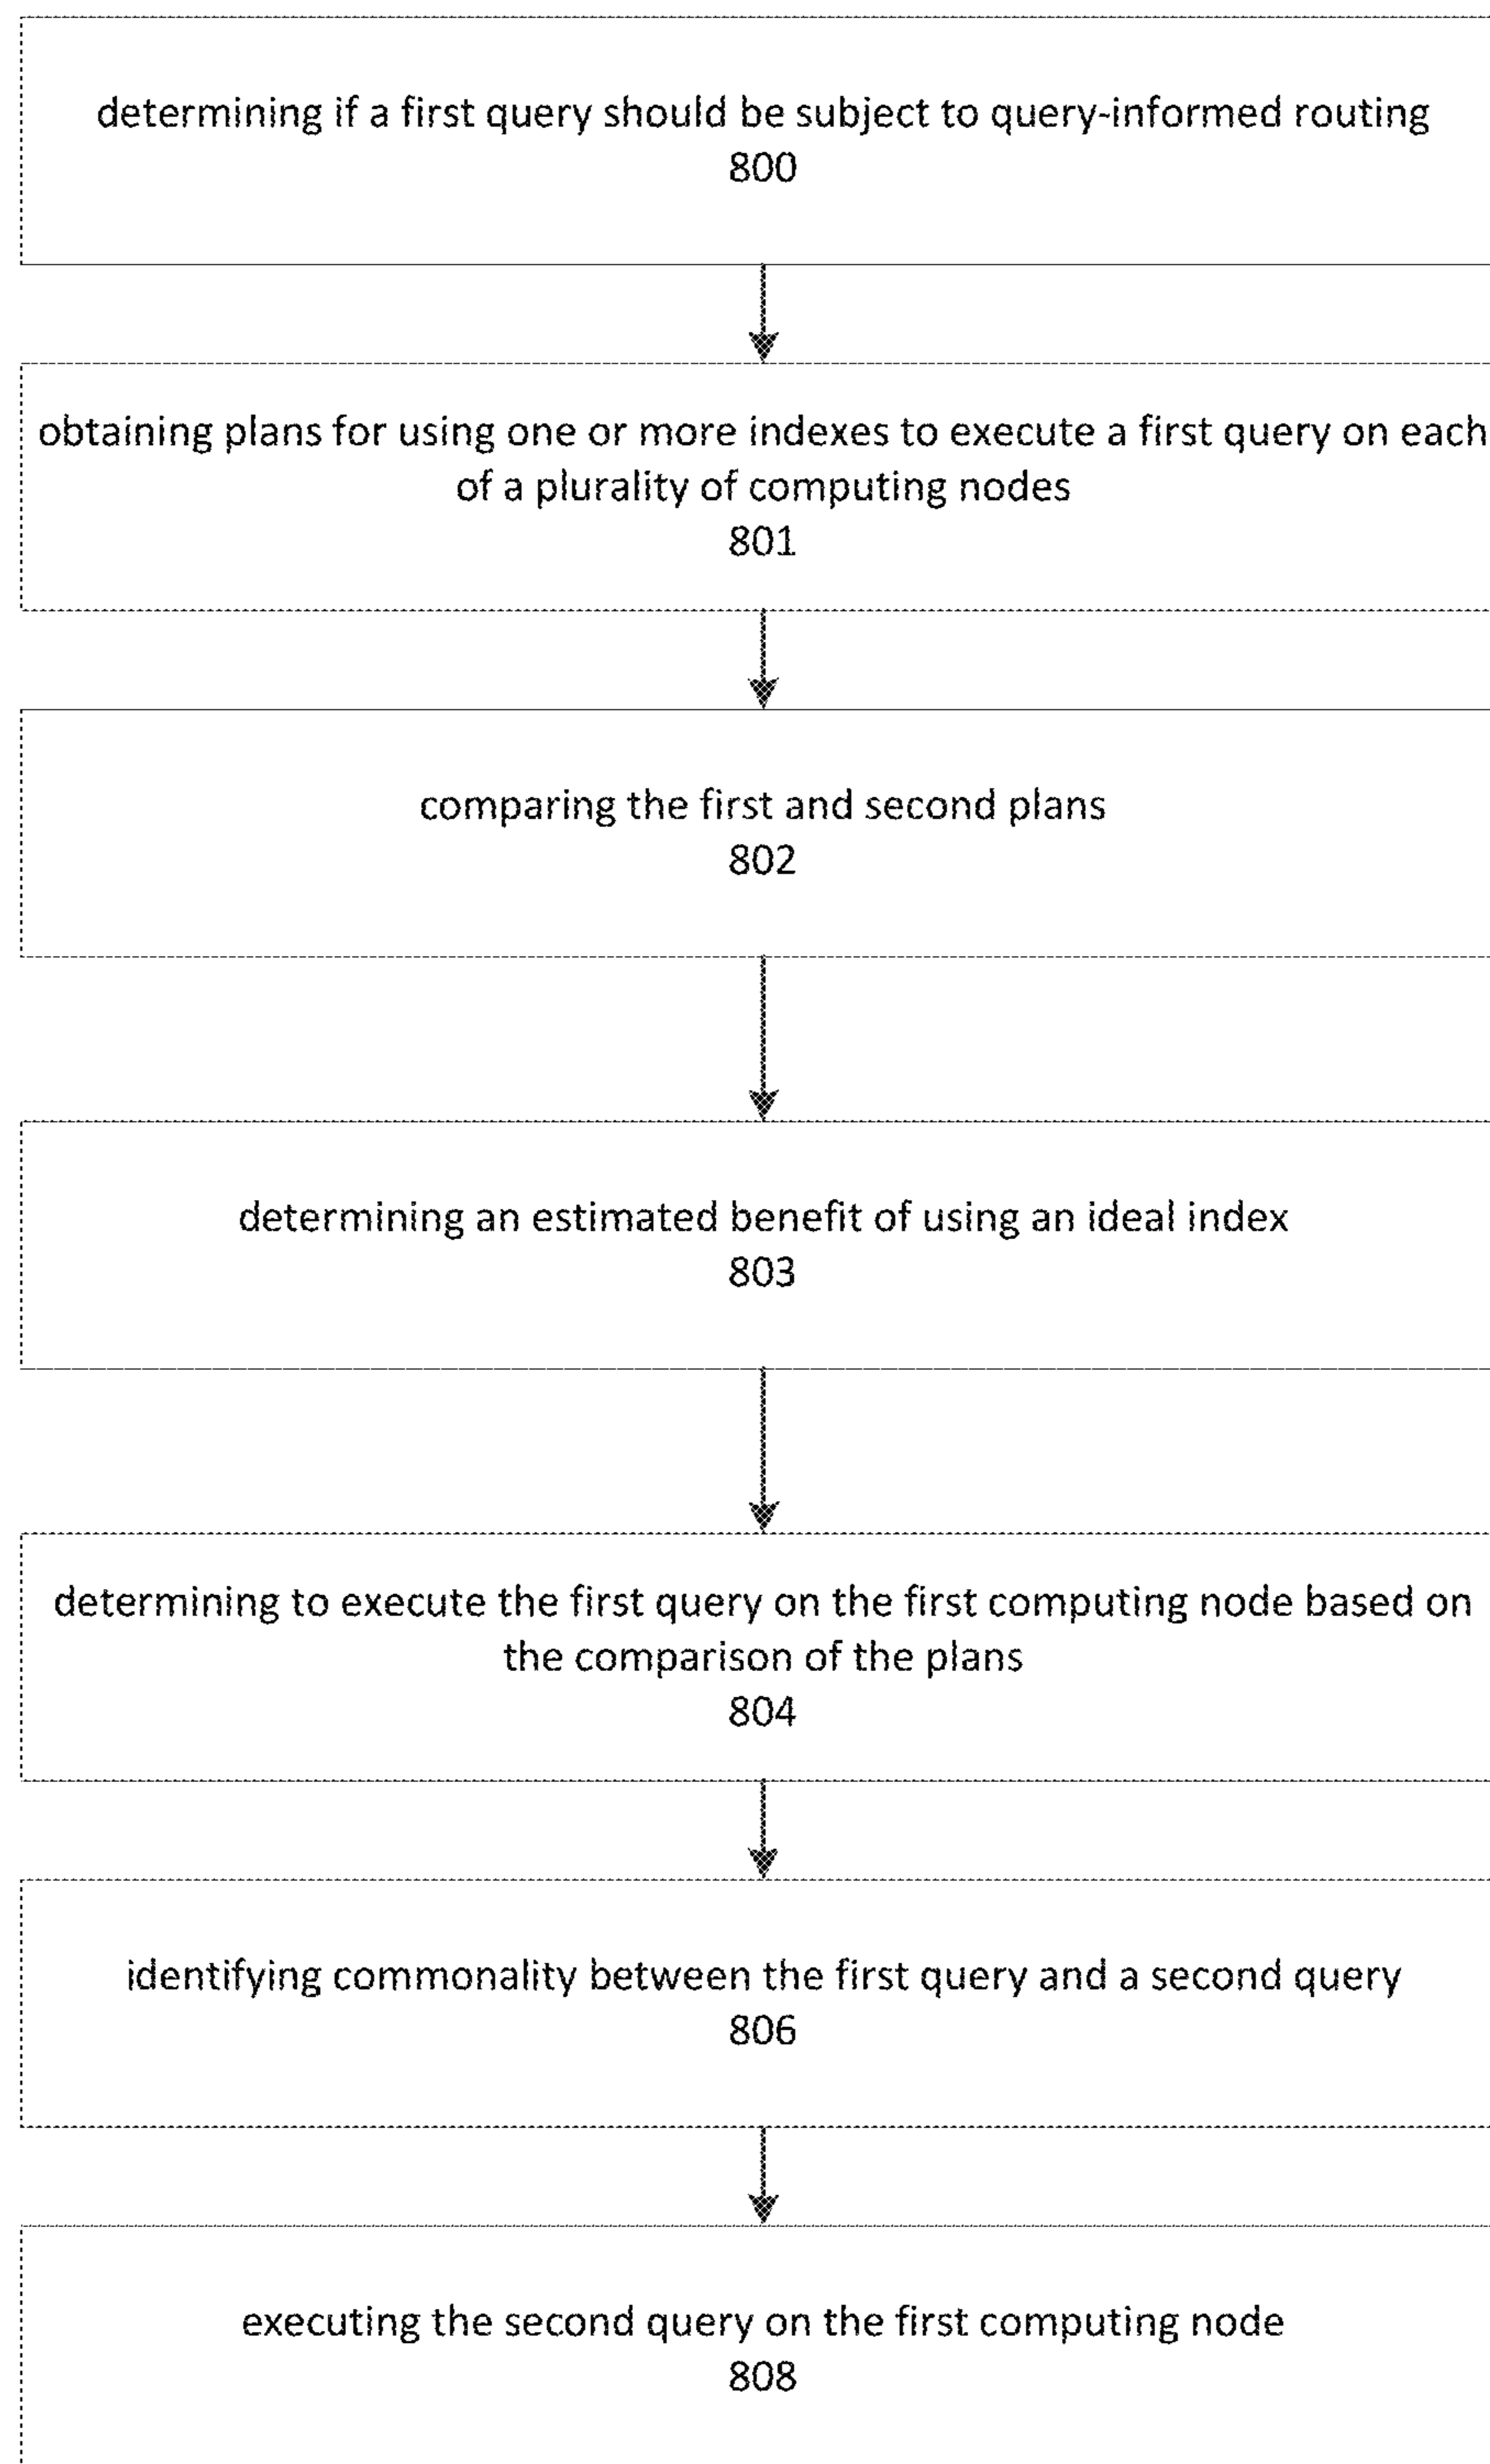 determining if a first query should be subject to query-informed routing
800
obtaining plans for using one or more indexes to execute a first query on each
of a plurality of computing nodes
801
comparing the first and second plans
802
determining an estimated benefit of using an ideal index
803
determining to execute the first query on the first computing node based on
the comparison of the plans
804
identifying commonality between the first query and a second query
806
executing the second query on the first computing node
808